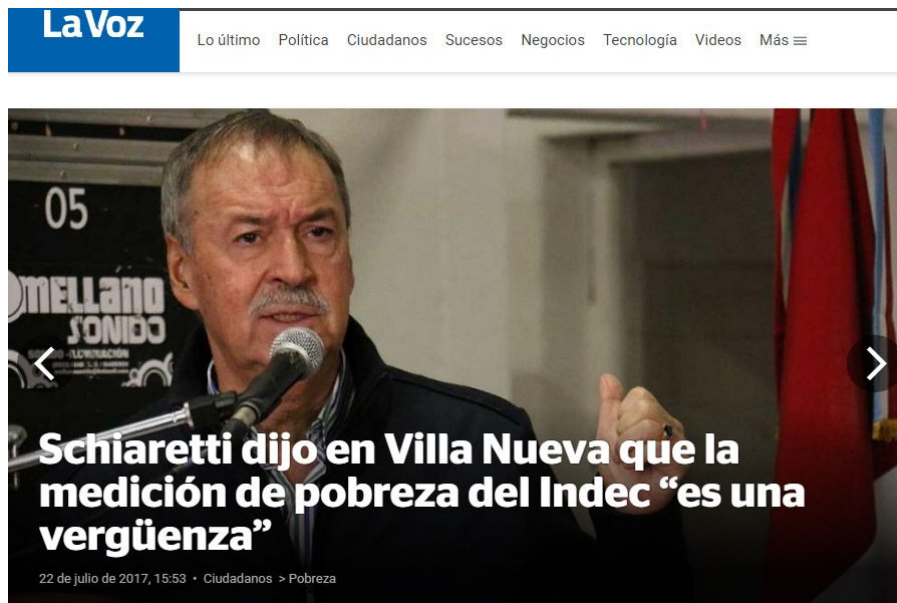 La Voz
Lo último Política Ciudadanos Sucesos Negocios Tecnología Videos Más
05
MELLANO
SONIDO
Schiaretti dijo en Villa Nueva que la
medición de pobreza del Indec “es una
vergüenza”
22 de julio de 2017, 15:53 • Ciudadanos > Pobreza